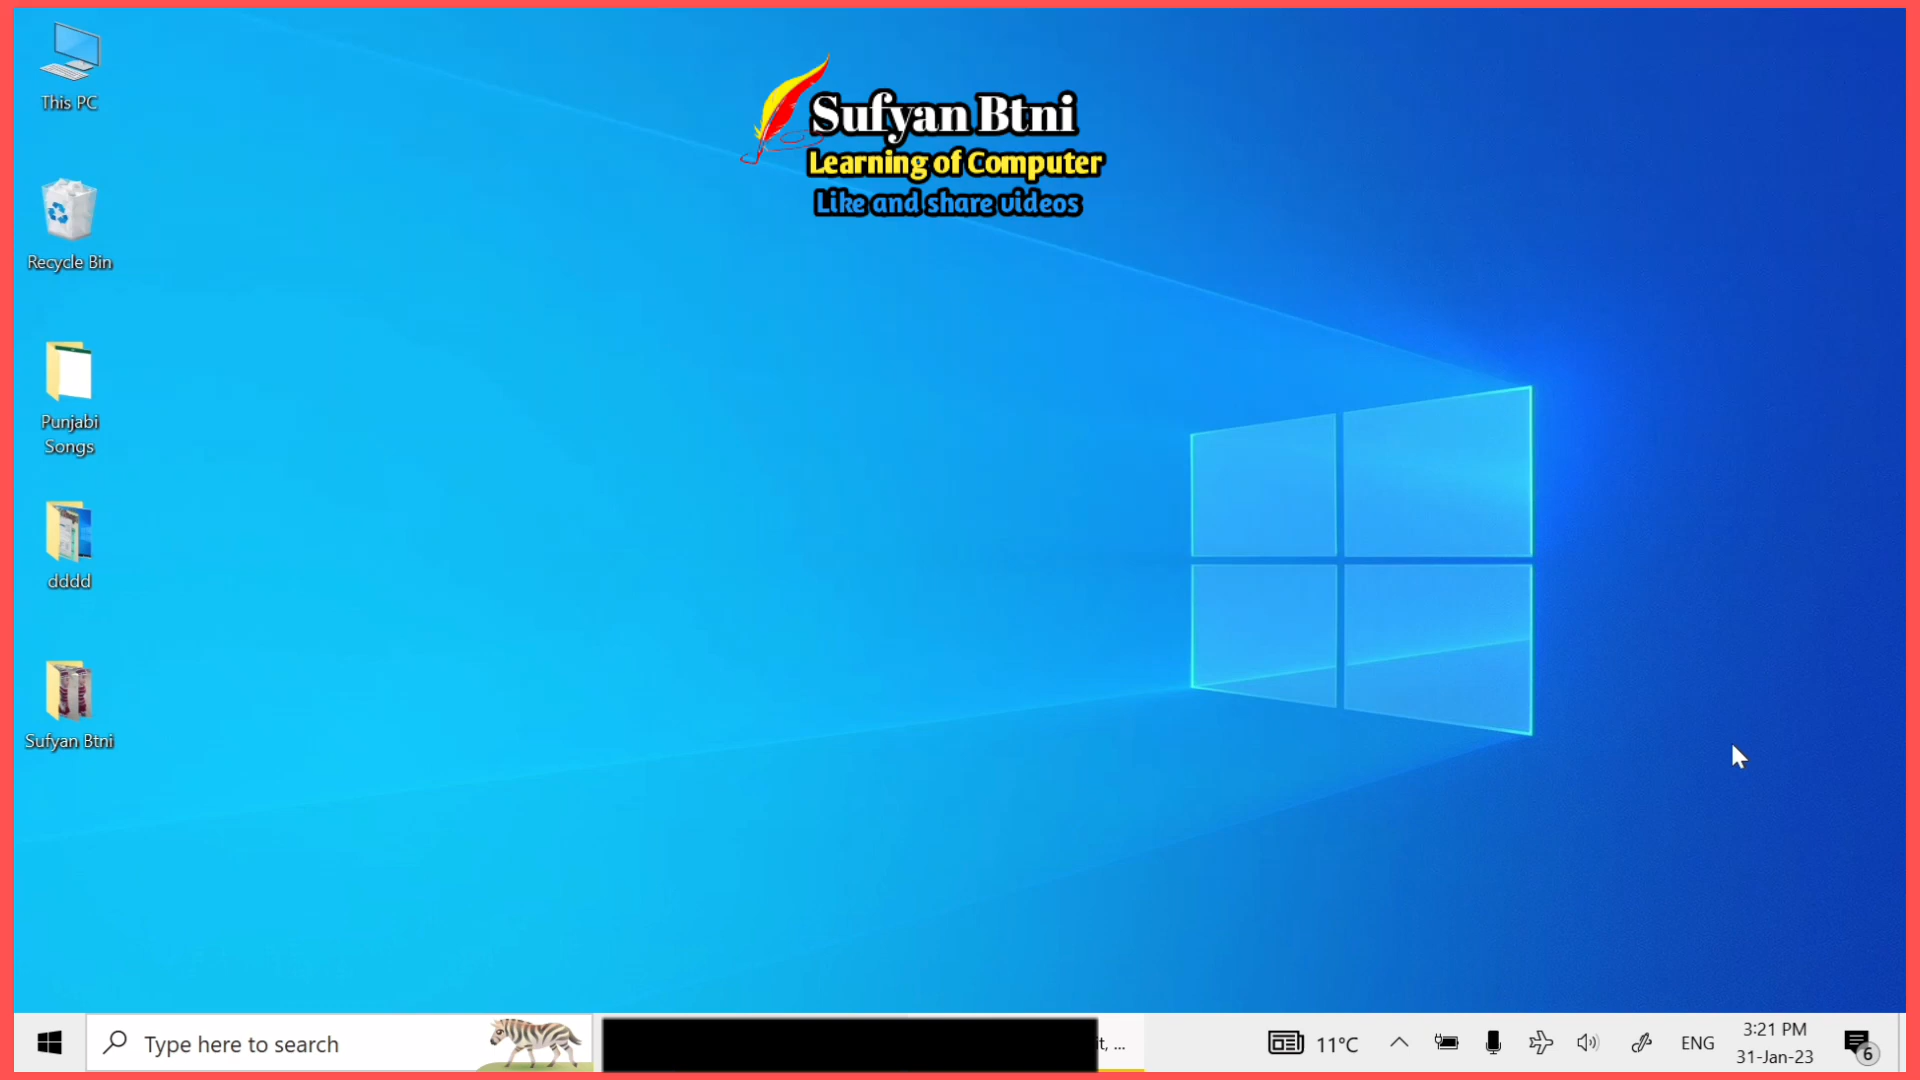 This PC
Recycle Bin
Punjabi
Songs
dddd
Sufyan Btni
Sufyan Btni
Learning of Computer
Like and share videos
Type here to search
t, ...
11°C
ENG
3:21 PM
31-Jan-23
6